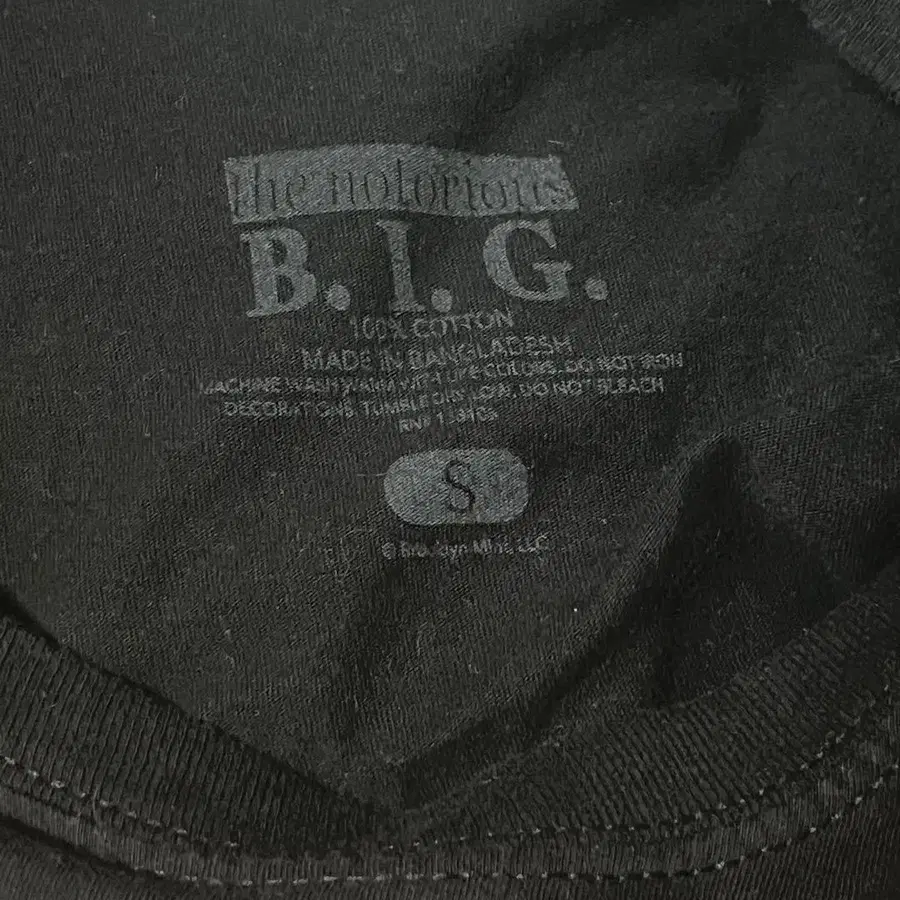 the notorious
B.I.G.
100% COTTON
MADE IN BANGLADESH
MACHINE WASH WARM WITH LIKE COLORS. DO NOT IRON
DECORATIONS. TUMBLE DRY LOW. DO NOT BLEACH
RN#
S
© Brooklyn Mint, LLC